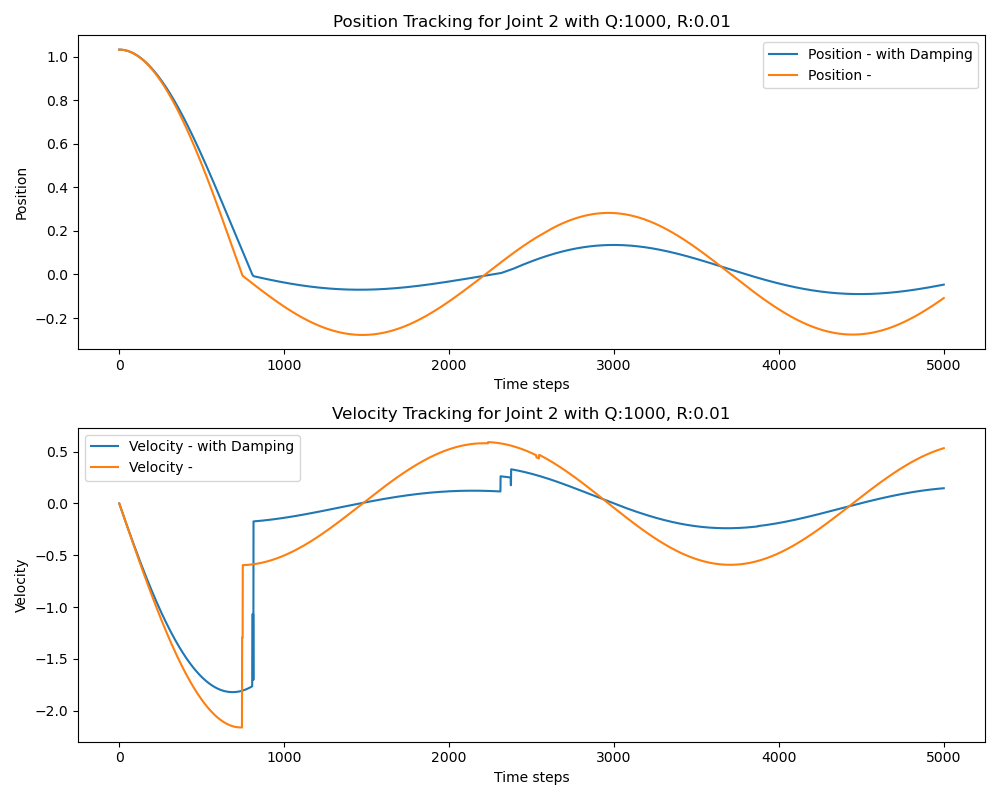 Position Tracking for Joint 2 with Q:1000, R:0.01
Position - with Damping
Position -
1.0
0.8
0.6
0.4
0.2
0.0
−0.2
Position
0
1000
2000
3000
4000
5000
Time steps
Velocity Tracking for Joint 2 with Q:1000, R:0.01
Velocity - with Damping
Velocity -
0.5
0.0
−0.5
−1.0
−1.5
−2.0
Velocity
0
1000
2000
3000
4000
5000
Time steps